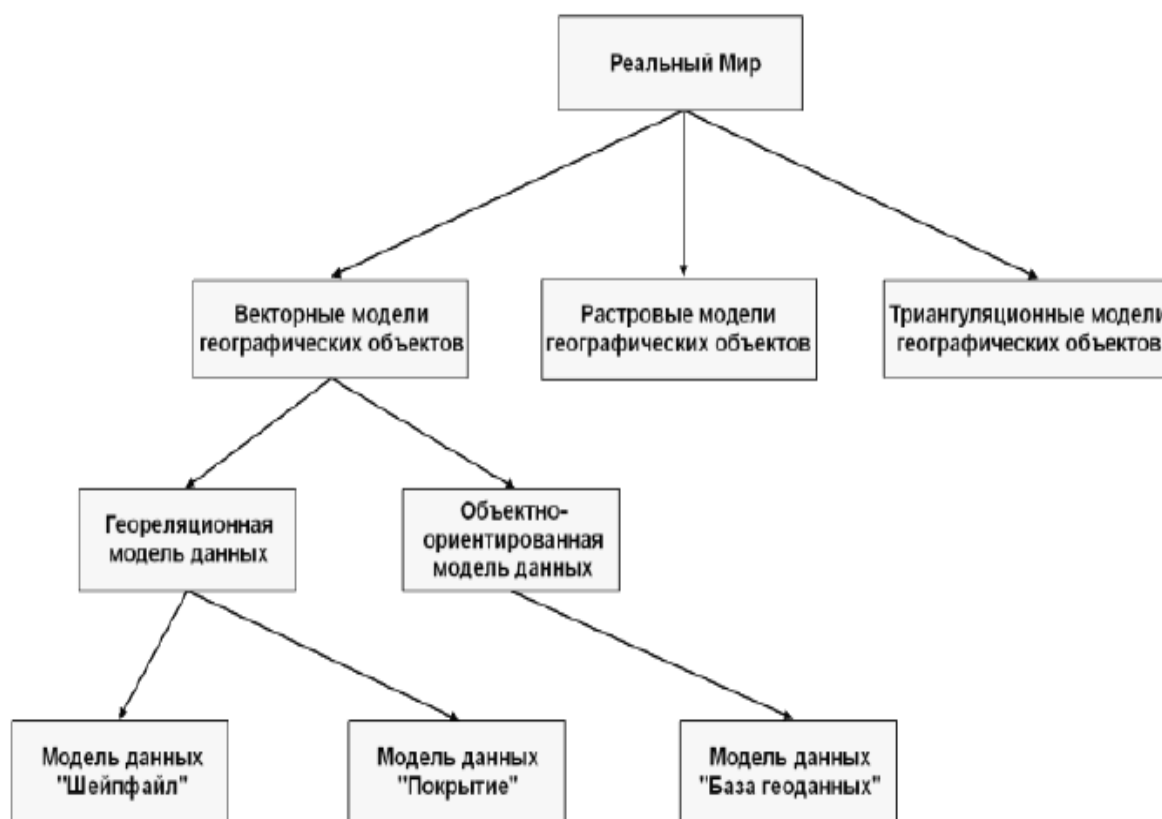 Реальный Мир
Векторные модели
географических объектов
Растровые модели
географических объектов
Триангуляционные модели
географических объектов
Геореляционная
модель данных
Объектно-
ориентированная
модель данных
Модель данных
"Шейпфайл"
Модель данных
"Покрытие"
Модель данных
"База геоданных"